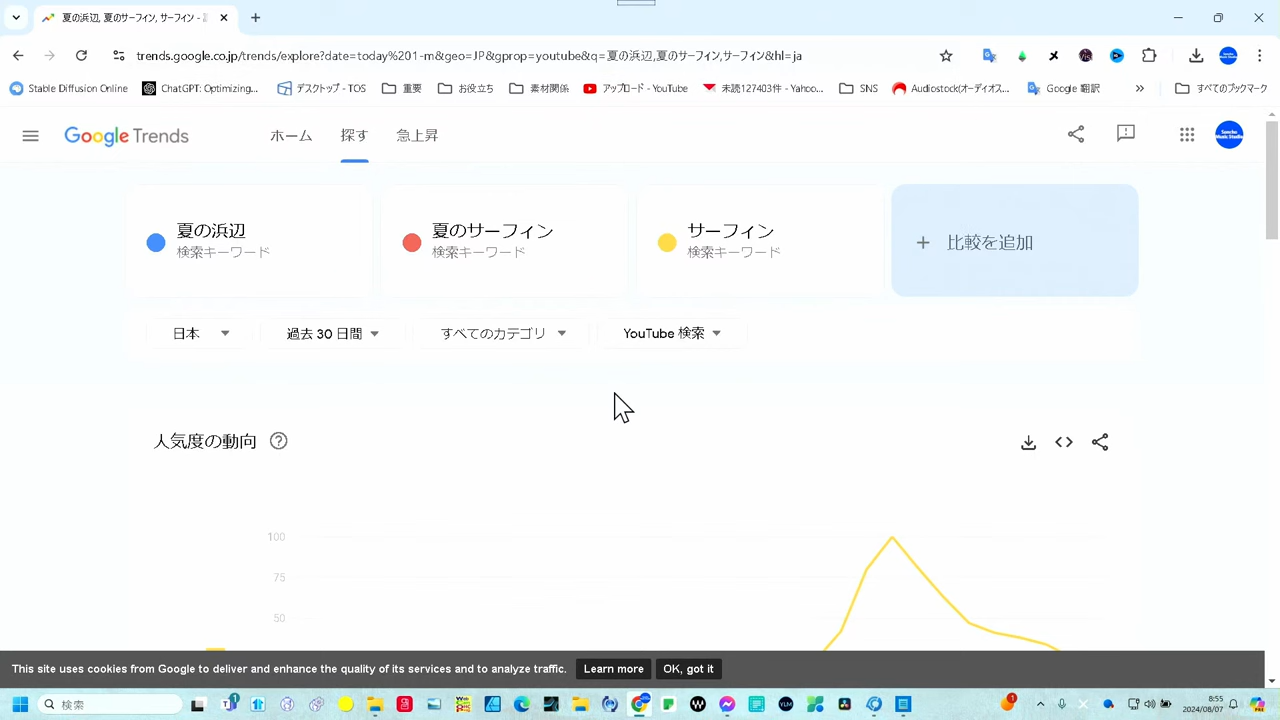 夏の浜辺, 夏のサーフィン, サーフィン -
trends.google.co.jp/trends/explore?date=today%201-m&geo=JP&gprop=youtube&q=夏の浜辺,夏のサーフィン,サーフィン&hl=ja
Stable Diffusion Online ChatGPT: Optimizing... デスクトップ - TOS 重要 お役立ち 素材関係 アップロード - YouTube 未読127403件 - Yahoo... SNS Audiostock(オーディオス... Google 翻訳 » すべてのブックマーク
Google Trends ホーム 探す 急上昇
夏の浜辺 夏のサーフィン サーフィン
検索キーワード 検索キーワード 検索キーワード
比較を追加
日本 過去 30 日間 すべてのカテゴリ YouTube 検索
人気度の動向
100
75
50
This site uses cookies from Google to deliver and enhance the quality of its services and to analyze traffic. Learn more OK, got it
検索
8:55
2024/08/07